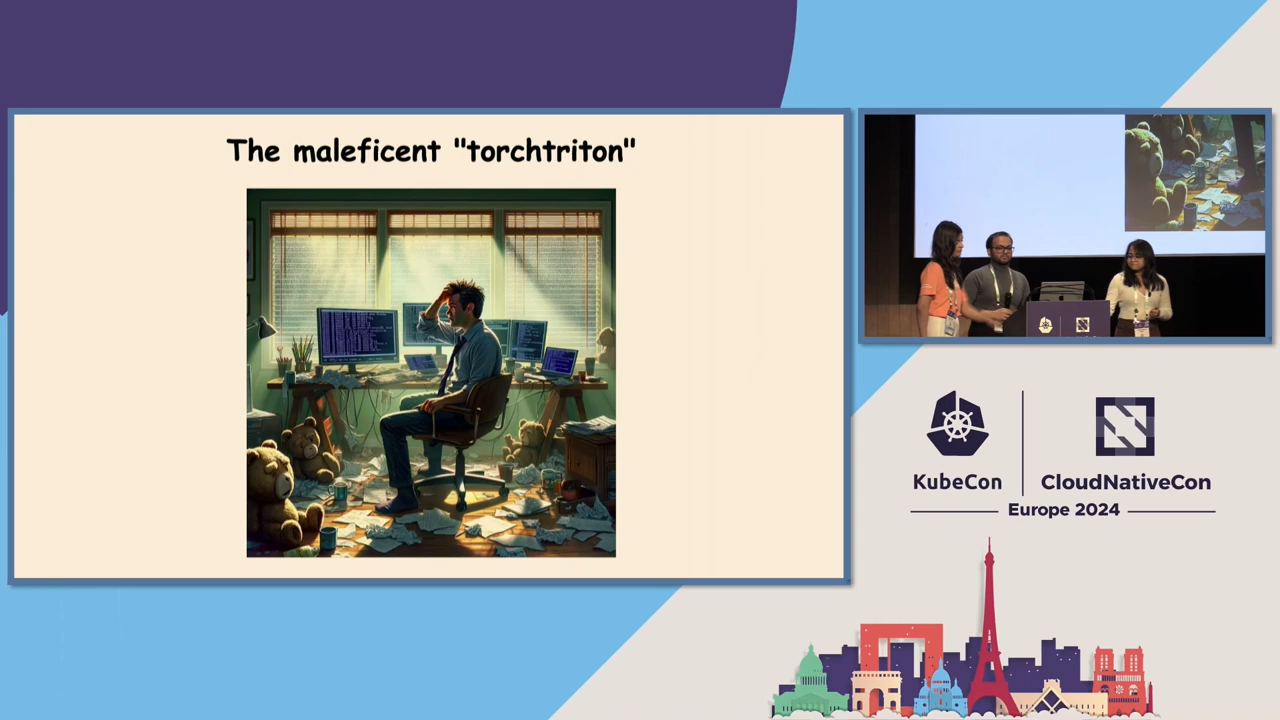 The maleficent "torchtriton"
KubeCon
CloudNativeCon
Europe 2024